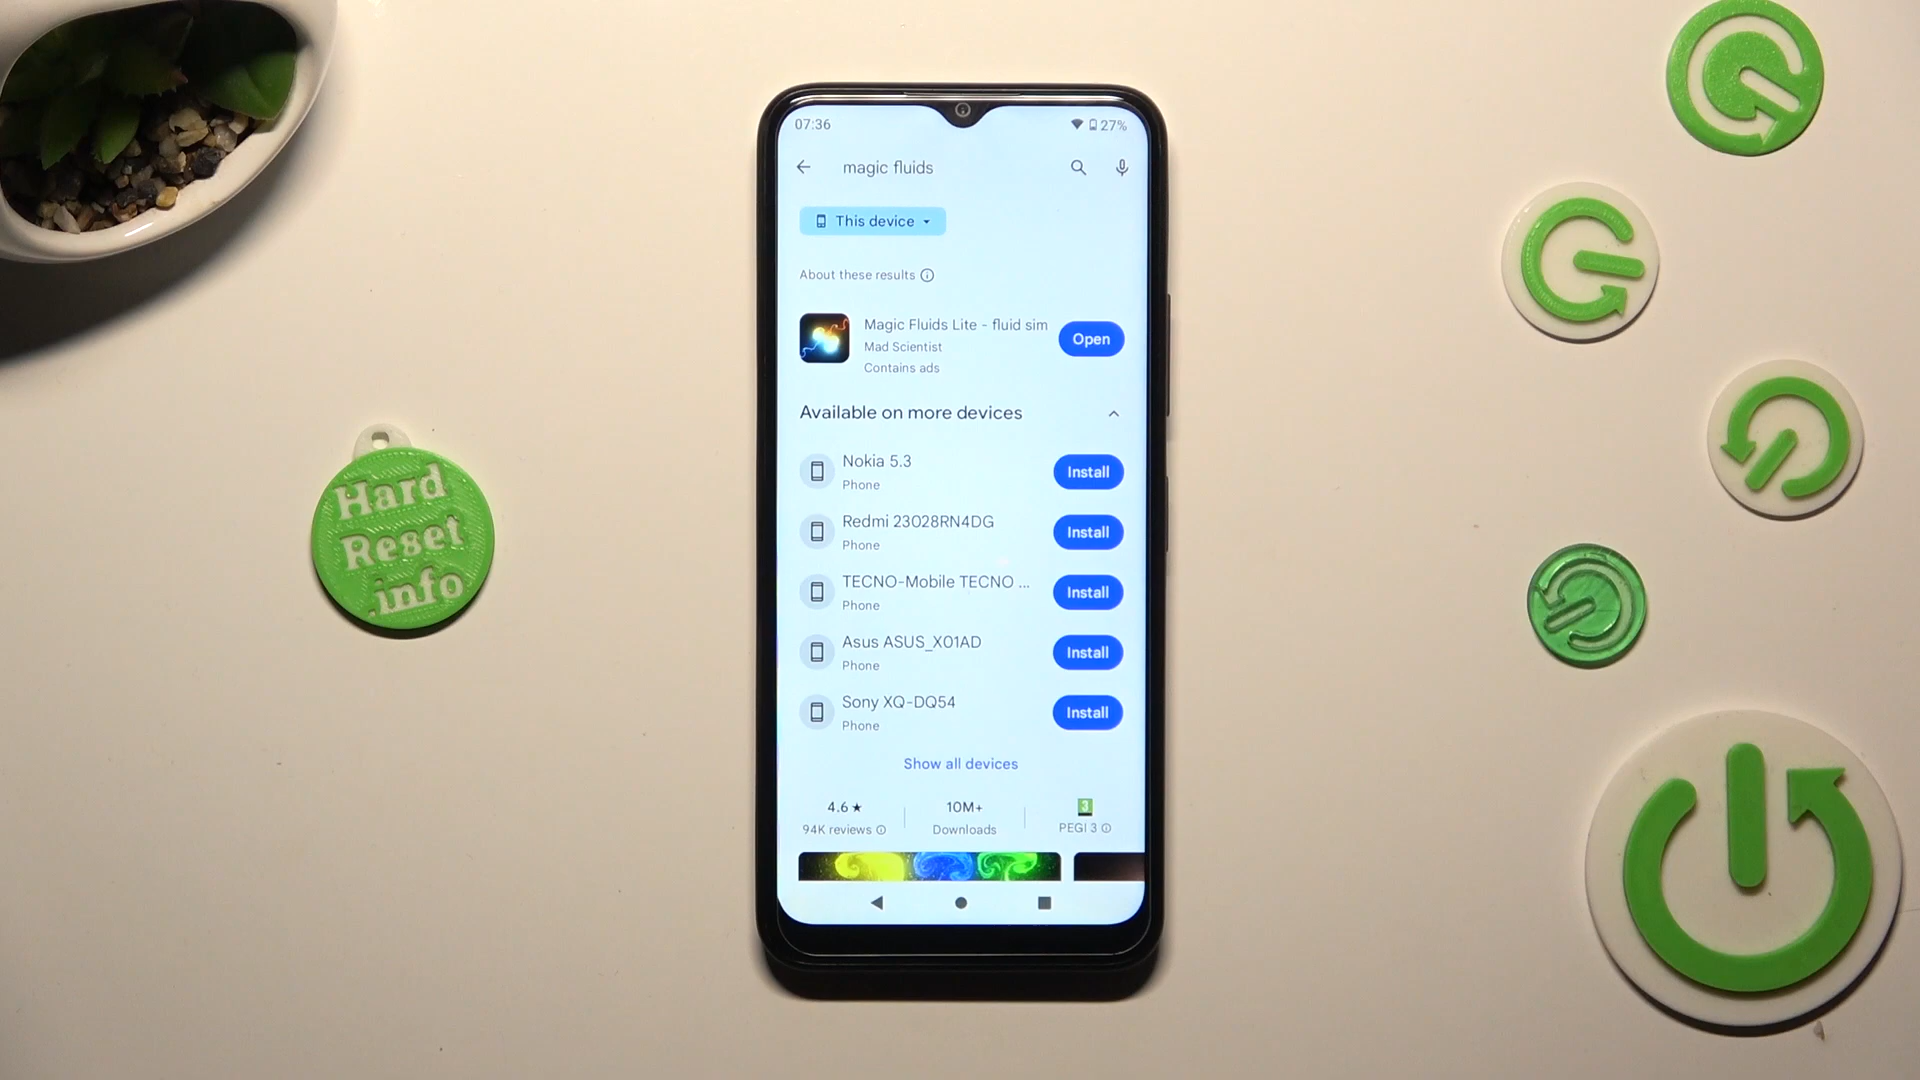 07:36
27%
magic fluids
This device
About these results
Magic Fluids Lite - fluid sim
Mad Scientist
Contains ads
Open
Available on more devices
Nokia 5.3
Phone
Install
Redmi 23028RN4DG
Phone
Install
TECNO-Mobile TECNO ...
Phone
Install
Asus ASUS_X01AD
Phone
Install
Sony XQ-DQ54
Phone
Install
Show all devices
4.6★
94K reviews
10M+
Downloads
3
PEGI 3
Hard
Reset
.info